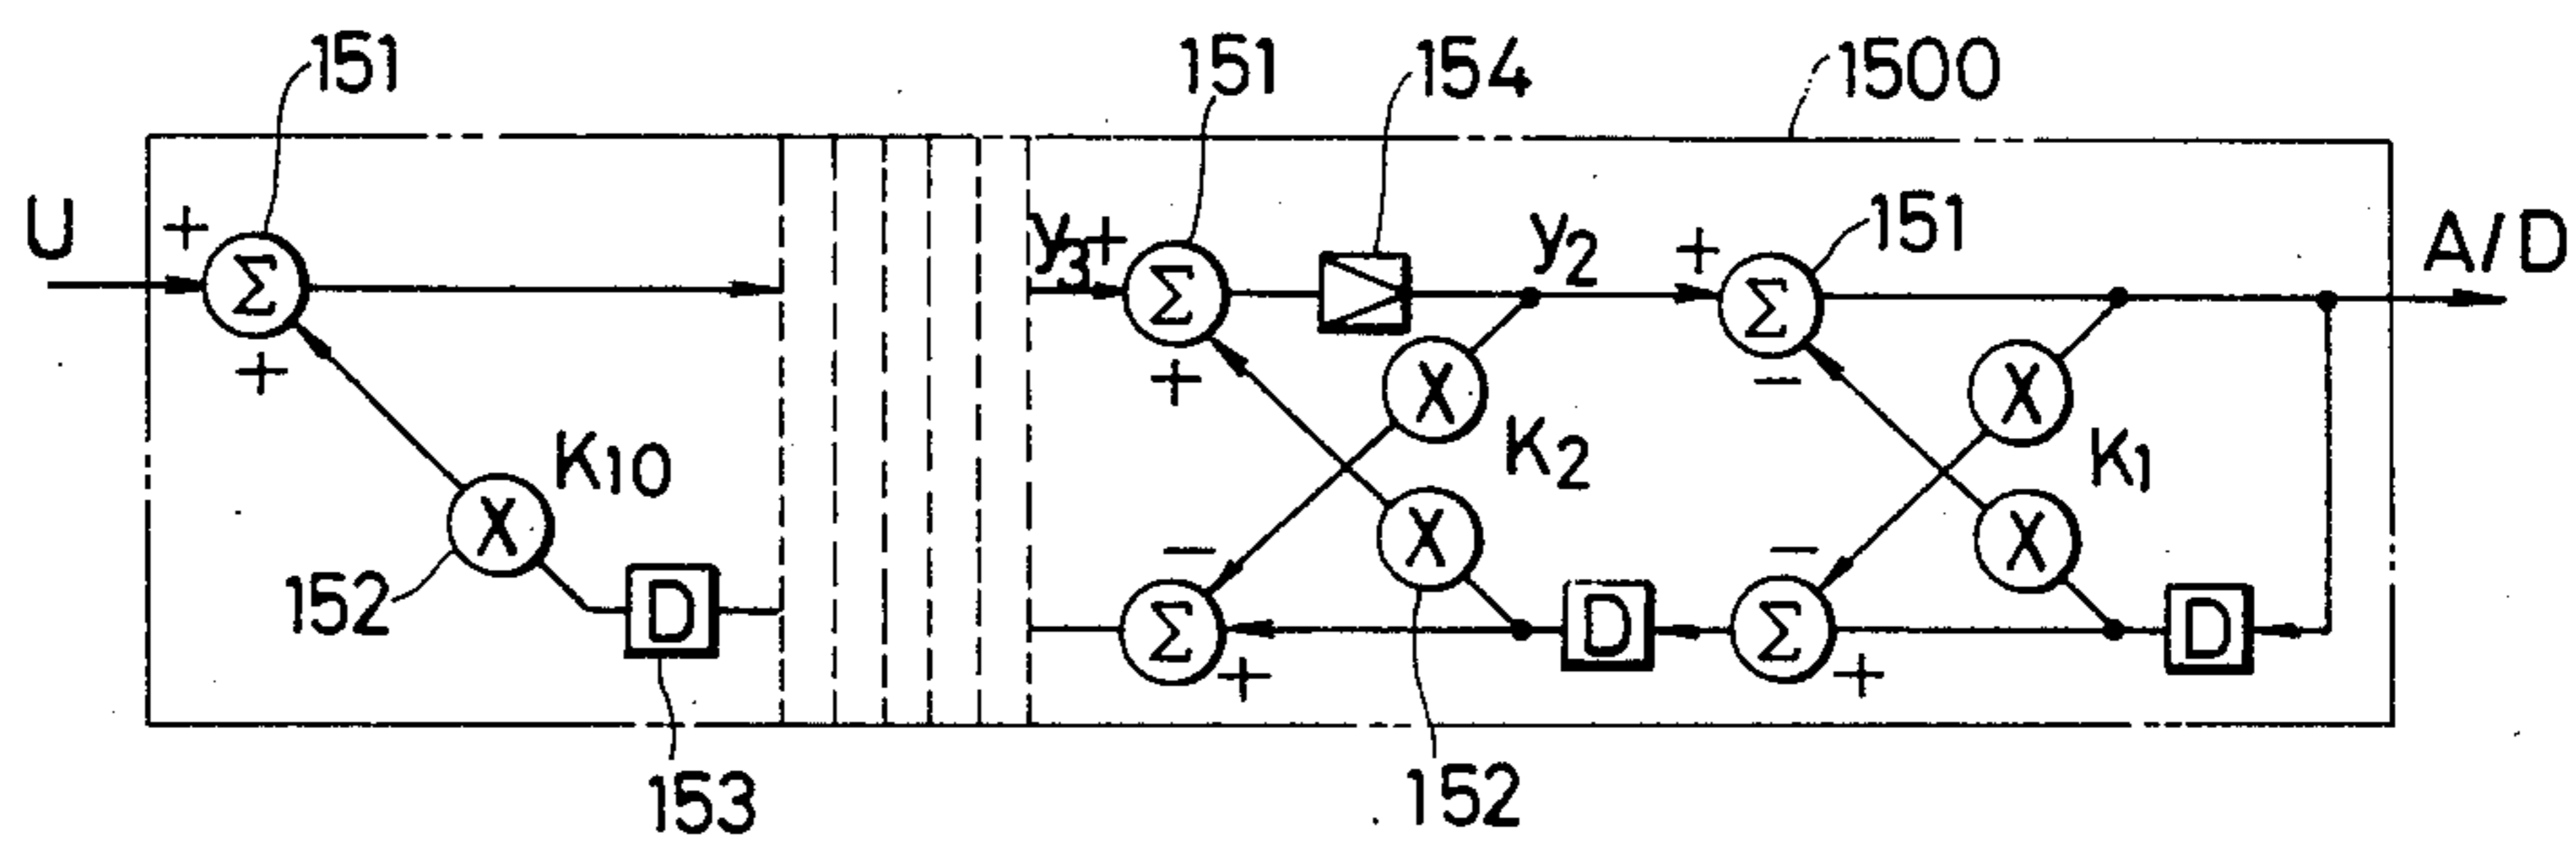 151 151 154 1500
U + y3 + y2 + 151 A/D
Σ Σ Σ
+ + −
X X
K10 K2 K1
X X X
152 − −
D Σ D Σ D
+ +
153 152